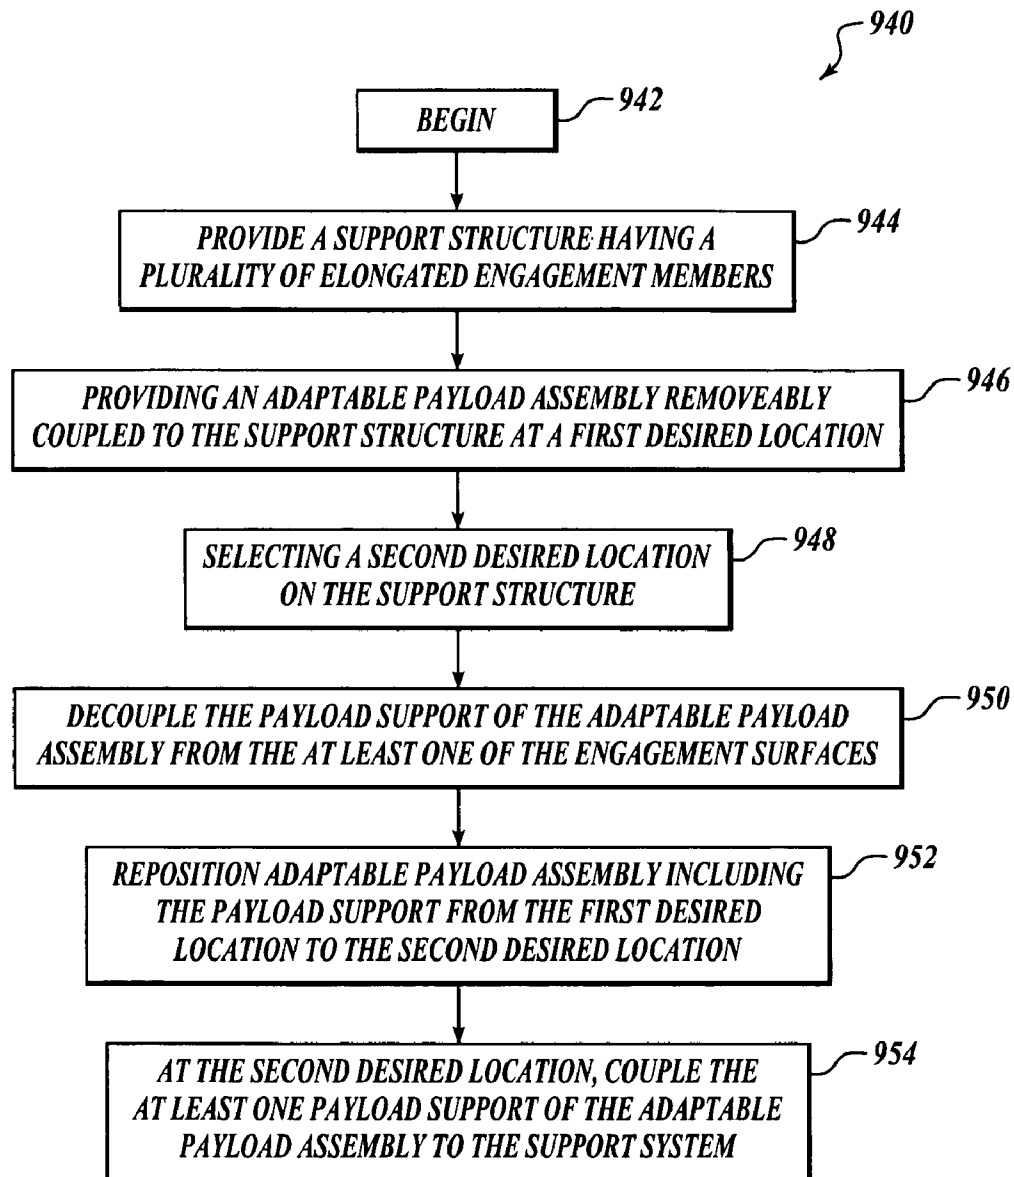 940
BEGIN
942
PROVIDE A SUPPORT STRUCTURE HAVING A
PLURALITY OF ELONGATED ENGAGEMENT MEMBERS
944
PROVIDING AN ADAPTABLE PAYLOAD ASSEMBLY REMOVEABLY
COUPLED TO THE SUPPORT STRUCTURE AT A FIRST DESIRED LOCATION
946
SELECTING A SECOND DESIRED LOCATION
ON THE SUPPORT STRUCTURE
948
DECOUPLE THE PAYLOAD SUPPORT OF THE ADAPTABLE PAYLOAD
ASSEMBLY FROM THE AT LEAST ONE OF THE ENGAGEMENT SURFACES
950
REPOSITION ADAPTABLE PAYLOAD ASSEMBLY INCLUDING
THE PAYLOAD SUPPORT FROM THE FIRST DESIRED
LOCATION TO THE SECOND DESIRED LOCATION
952
AT THE SECOND DESIRED LOCATION, COUPLE THE
AT LEAST ONE PAYLOAD SUPPORT OF THE ADAPTABLE
PAYLOAD ASSEMBLY TO THE SUPPORT SYSTEM
954